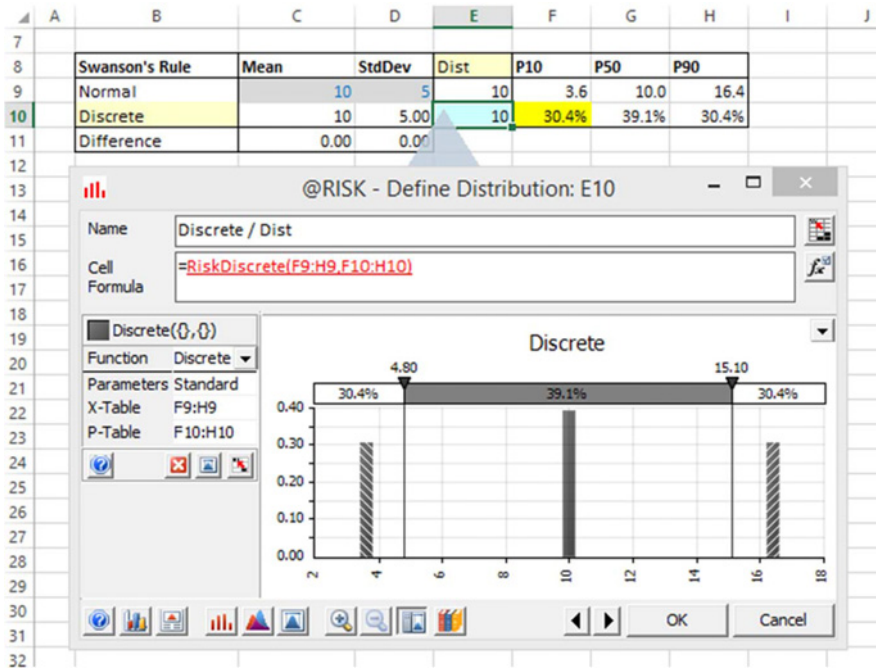 A B C D E F G H I J
7
8 Swanson's Rule Mean StdDev Dist P10 P50 P90
9 Normal 10 5 10 3.6 10.0 16.4
10 Discrete 10 5.00 10 30.4% 39.1% 30.4%
11 Difference 0.00 0.00
12
13 @RISK - Define Distribution: E10
14
15 Name Discrete / Dist
16 Cell =RiskDiscrete(F9:H9,F10:H10)
17 Formula
18
19 Discrete({},{}) Discrete
20 Function Discrete 4.80 15.10
21 Parameters Standard 30.4% 39.1% 30.4%
22 X-Table F9:H9 0.40
23 P-Table F10:H10 0.30
24
25 0.20
26 0.10
27
28 0.00
29 2 4 6 8 10 12 14 16 18
30 OK Cancel
31
32